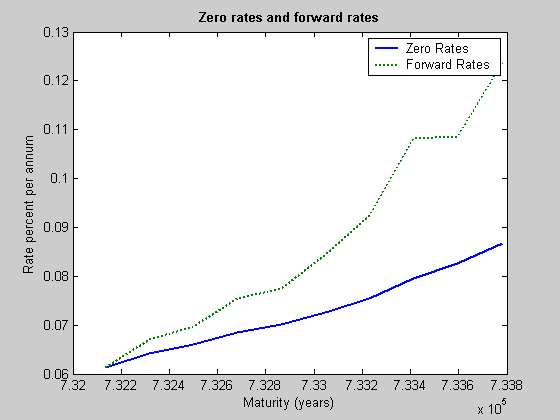 Zero rates and forward rates
Zero Rates
Forward Rates
Rate percent per annum
0.13
0.12
0.11
0.1
0.09
0.08
0.07
0.06
7.32 7.322 7.324 7.326 7.328 7.33 7.332 7.334 7.336 7.338
Maturity (years)
x 10^5